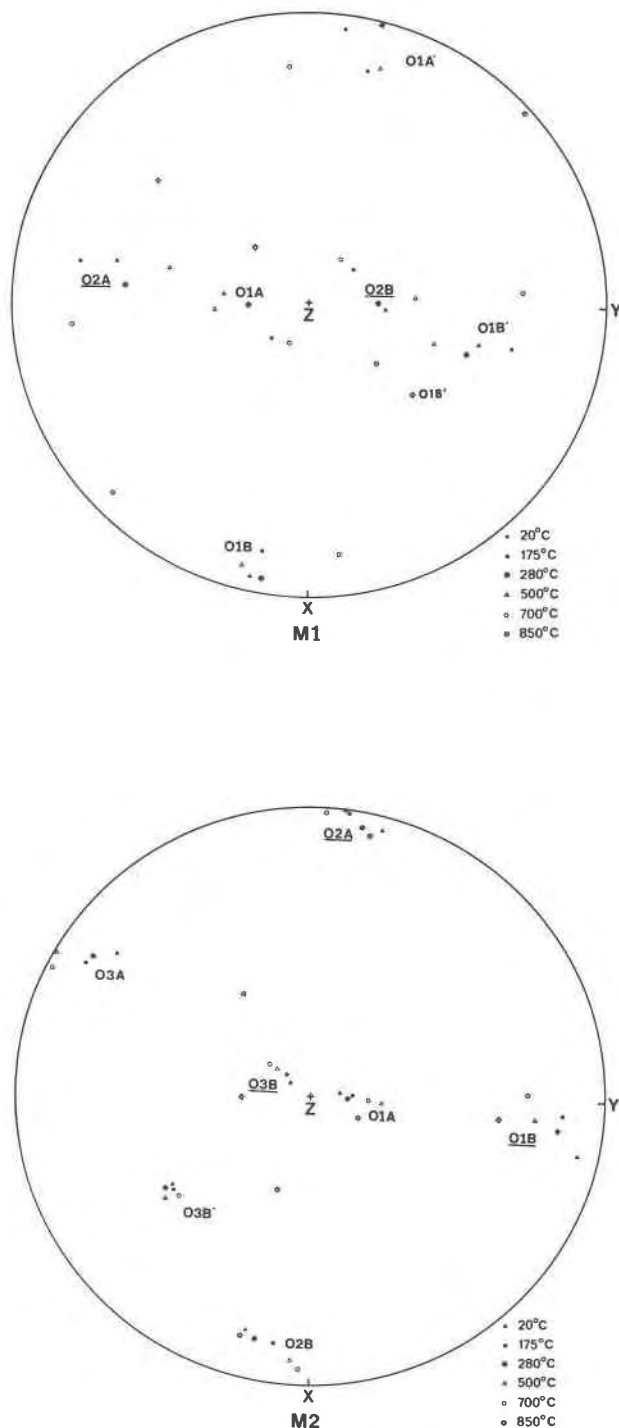 O1A'
O2A
O1A
+
Z
O2B
Y
O1B'
O1B'
O1B
X
M1
20°C
175°C
280°C
500°C
700°C
850°C
O2A
O3A
O3B
+
Z
O1A
Y
O1B
O3B'
O2B
X
M2
20°C
175°C
280°C
500°C
700°C
850°C